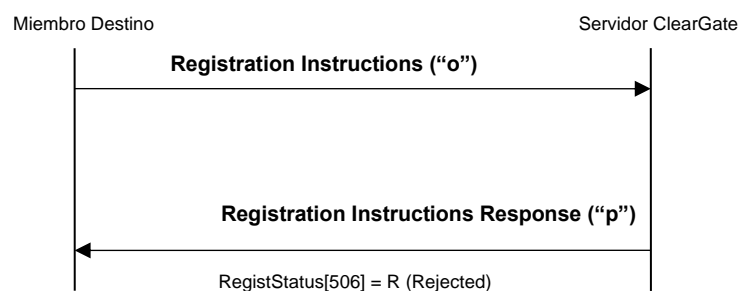 Miembro Destino
Servidor ClearGate
Registration Instructions (“o”)
Registration Instructions Response (“p”)
RegistStatus[506] = R (Rejected)